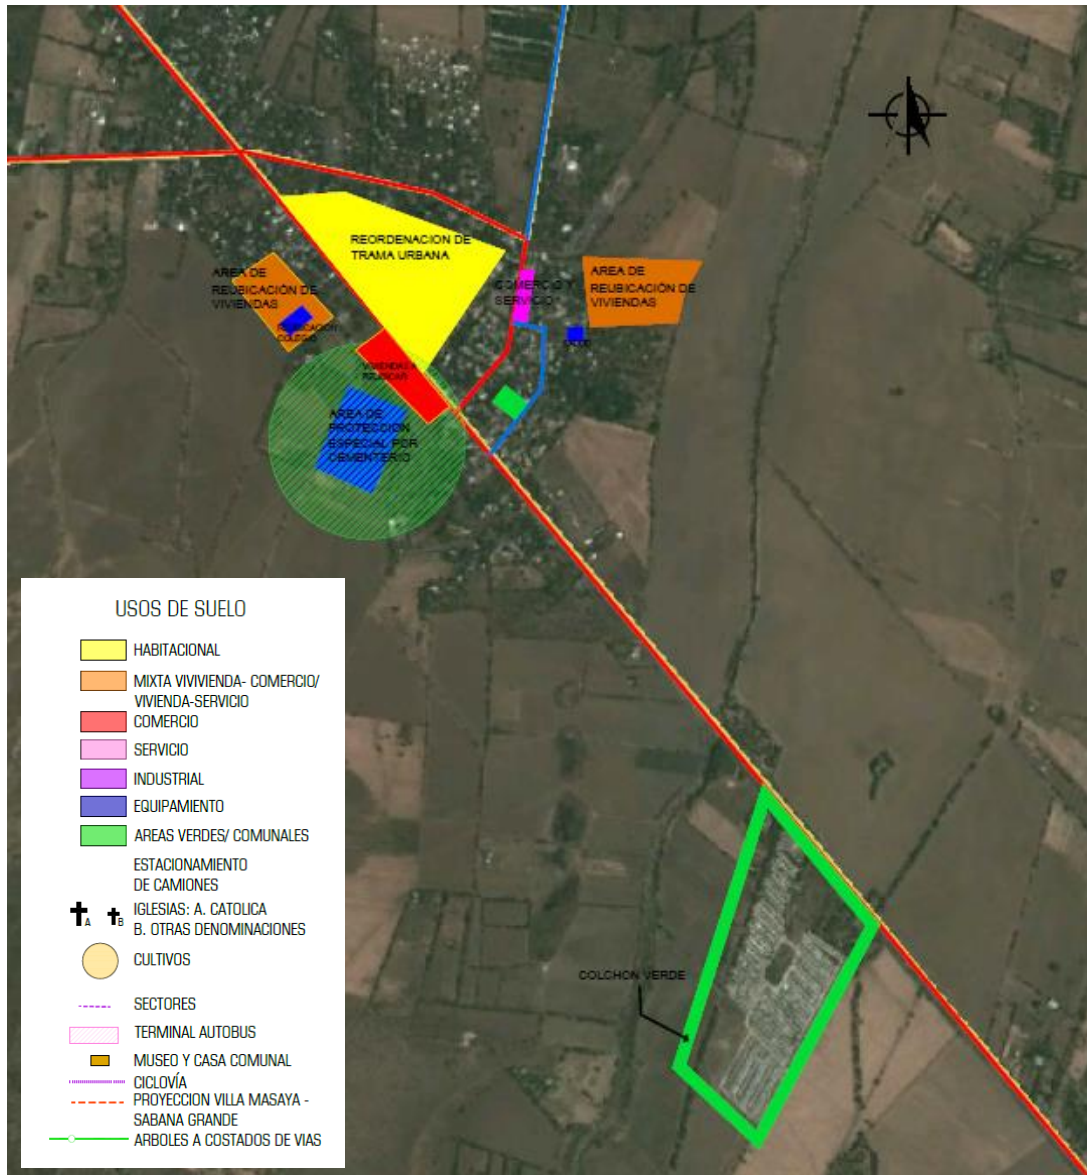 REORDENACION DE
TRAMA URBANA
AREA DE
REUBICACIÓN DE
VIVIENDAS
COLEGIO
COMERCIO Y
SERVICIO
AREA DE
REUBICACIÓN DE
VIVIENDAS
VIVIENDAS A
AREA DE
PROTECCION
ESPECIAL POR
CEMENTERIO
COLCHON VERDE
USOS DE SUELO
HABITACIONAL
MIXTA VIVIVIENDA- COMERCIO/
VIVIENDA-SERVICIO
COMERCIO
SERVICIO
INDUSTRIAL
EQUIPAMIENTO
AREAS VERDES/ COMUNALES
ESTACIONAMIENTO
DE CAMIONES
A B IGLESIAS: A. CATOLICA
B. OTRAS DENOMINACIONES
CULTIVOS
SECTORES
TERMINAL AUTOBUS
MUSEO Y CASA COMUNAL
CICLOVÍA
PROYECCION VILLA MASAYA -
SABANA GRANDE
ARBOLES A COSTADOS DE VIAS